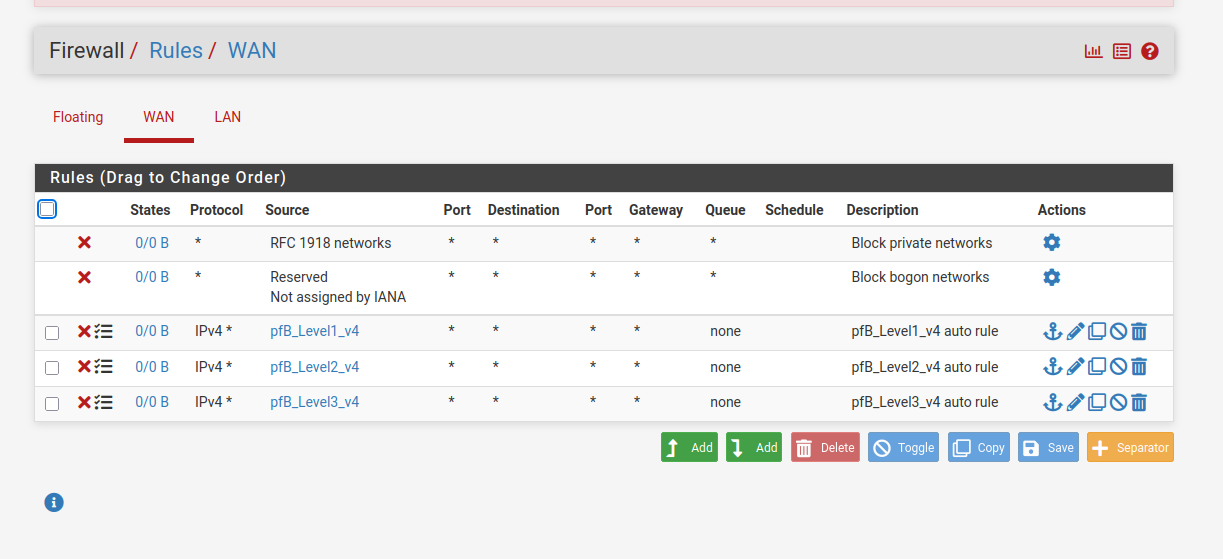 Firewall / Rules / WAN
Floating WAN LAN
Rules (Drag to Change Order)
States Protocol Source Port Destination Port Gateway Queue Schedule Description Actions
0/0 B * RFC 1918 networks * * * * * Block private networks
0/0 B * Reserved * * * * * Block bogon networks
Not assigned by IANA
0/0 B IPv4 * pfB_Level1_v4 * * * * none pfB_Level1_v4 auto rule
0/0 B IPv4 * pfB_Level2_v4 * * * * none pfB_Level2_v4 auto rule
0/0 B IPv4 * pfB_Level3_v4 * * * * none pfB_Level3_v4 auto rule
Add Add Delete Toggle Copy Save Separator